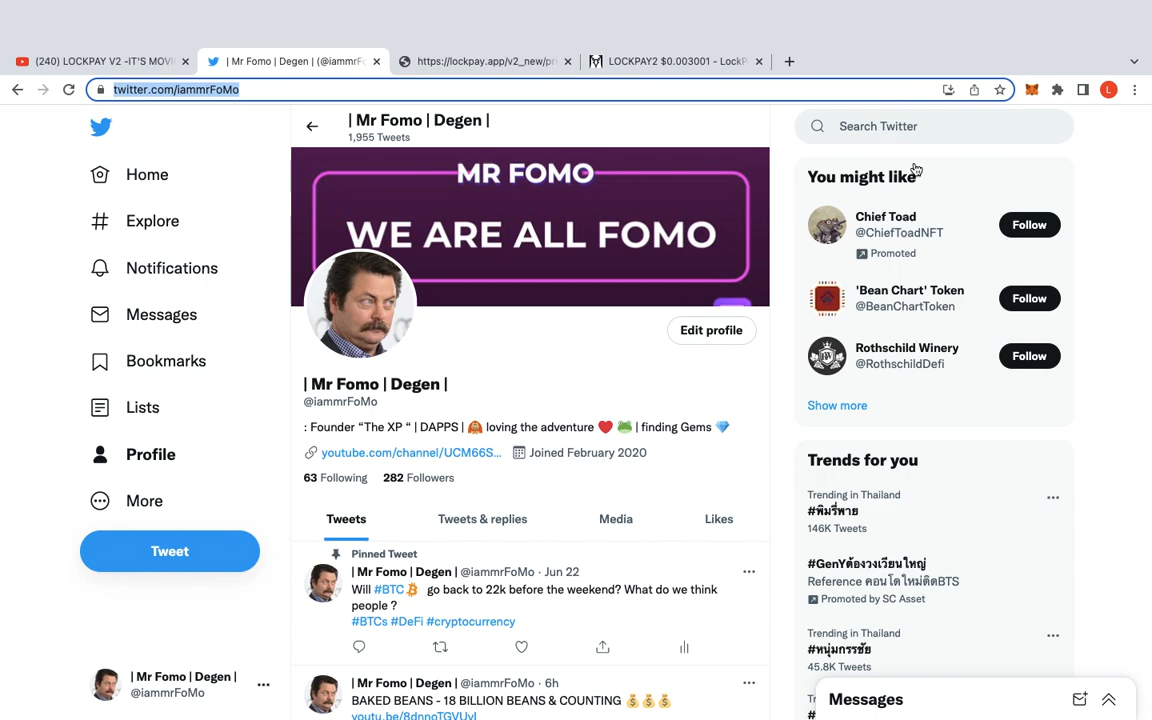 (240) LOCKPAY V2 -IT'S MOVI
| Mr Fomo | Degen | (@iammrFo
https://lockpay.app/v2_new/pr
LOCKPAY2 $0.003001 - LockP
twitter.com/iammrFoMo
L
| Mr Fomo | Degen |
1,955 Tweets
Search Twitter
Home
Explore
Notifications
Messages
Bookmarks
Lists
Profile
More
Tweet
| Mr Fomo | Degen |
@iammrFoMo
MR FOMO
WE ARE ALL FOMO
Edit profile
| Mr Fomo | Degen |
@iammrFoMo
: Founder “The XP “ | DAPPS | 🙈 loving the adventure ❤️ 🐸 | finding Gems 💎
youtube.com/channel/UCM66S... Joined February 2020
63 Following 282 Followers
Tweets Tweets & replies Media Likes
Pinned Tweet
| Mr Fomo | Degen | @iammrFoMo · Jun 22
Will #BTC go back to 22k before the weekend? What do we think
people ?
#BTCs #DeFi #cryptocurrency
| Mr Fomo | Degen | @iammrFoMo · 6h
BAKED BEANS - 18 BILLION BEANS & COUNTING 💰💰💰
youtu.be/8dnnoTGVUyI
You might like
Chief Toad
@ChiefToadNFT
Promoted
Follow
'Bean Chart' Token
@BeanChartToken
Follow
Rothschild Winery
@RothschildDefi
Follow
Show more
Trends for you
Trending in Thailand
#พิมรี่พาย
146K Tweets
#GenYต้องวงเวียนใหญ่
Reference คอนโดใหม่ติดBTS
Promoted by SC Asset
Trending in Thailand
#หนุ่มกรรชัย
45.8K Tweets
Messages